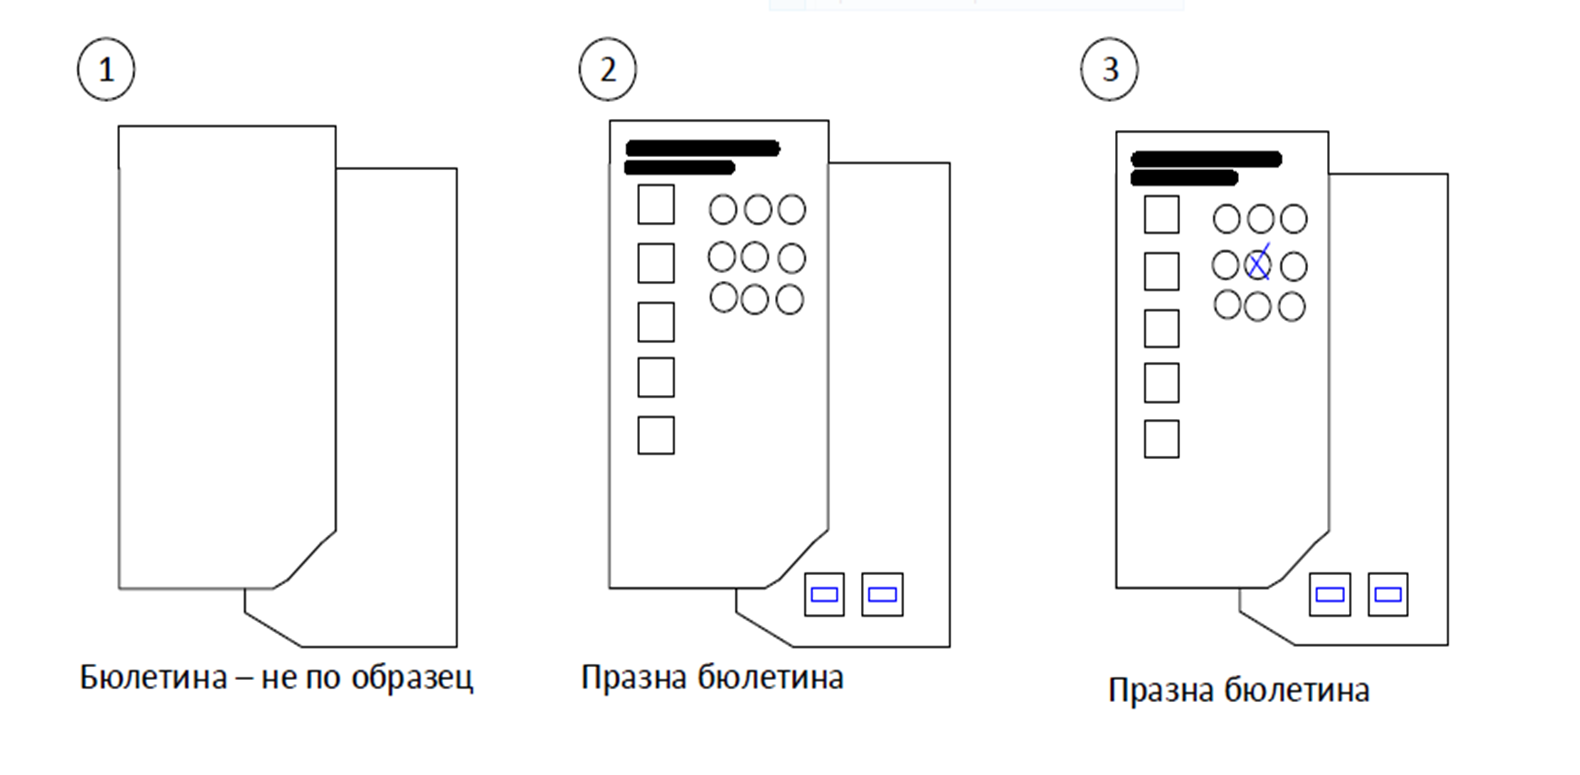 1
2
3
Бюлетина – не по образец
Празна бюлетина
Празна бюлетина